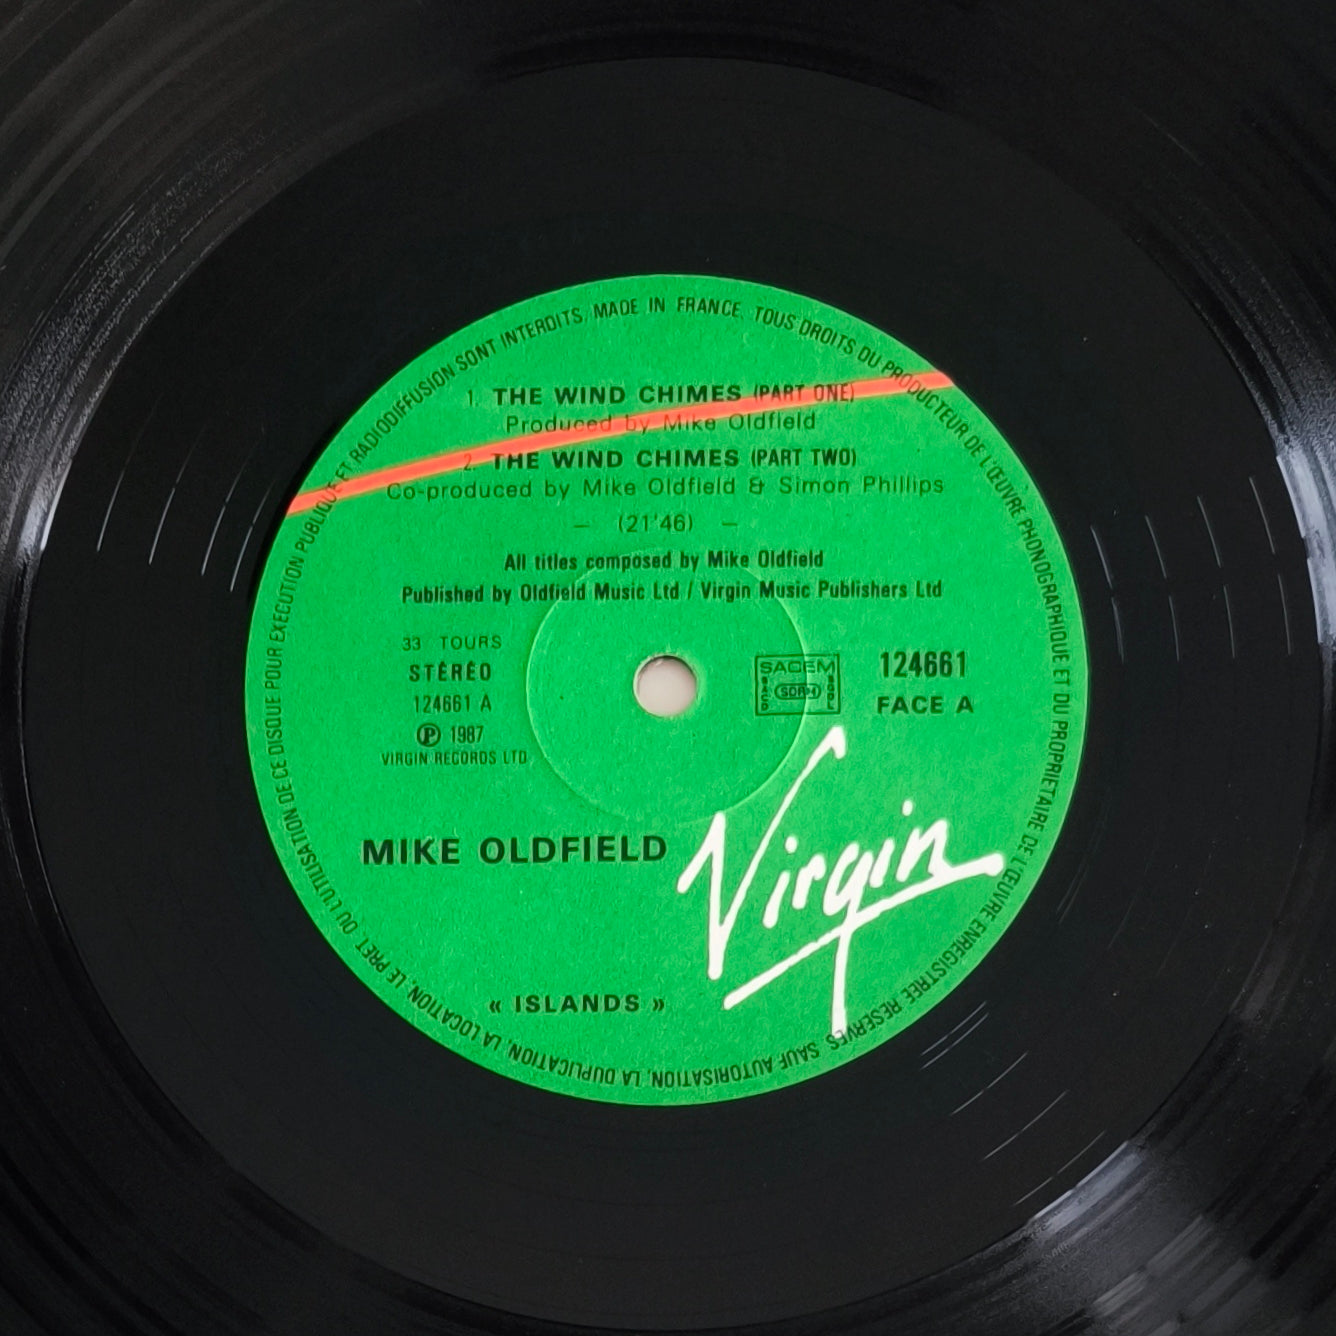 1. THE WIND CHIMES (PART ONE)
Produced by Mike Oldfield
2. THE WIND CHIMES (PART TWO)
Co-produced by Mike Oldfield & Simon Phillips
– (21'46) –
All titles composed by Mike Oldfield
Published by Oldfield Music Ltd / Virgin Music Publishers Ltd
33 TOURS
STÉRÉO
124661 A
Ⓟ 1987
VIRGIN RECORDS LTD
SACEM
SACD
SDRM
SGDL
124661
FACE A
MIKE OLDFIELD
Virgin
« ISLANDS »
MADE IN FRANCE. TOUS DROITS DU PRODUCTEUR DE L'ŒUVRE PHONOGRAPHIQUE ET DU PROPRIETAIRE DE L'ŒUVRE ENREGISTREE RESERVES. SAUF AUTORISATION, LA DUPLICATION, LA LOCATION, LE PRET OU L'UTILISATION DE CE DISQUE POUR EXECUTION PUBLIQUE ET RADIODIFFUSION SONT INTERDITS.